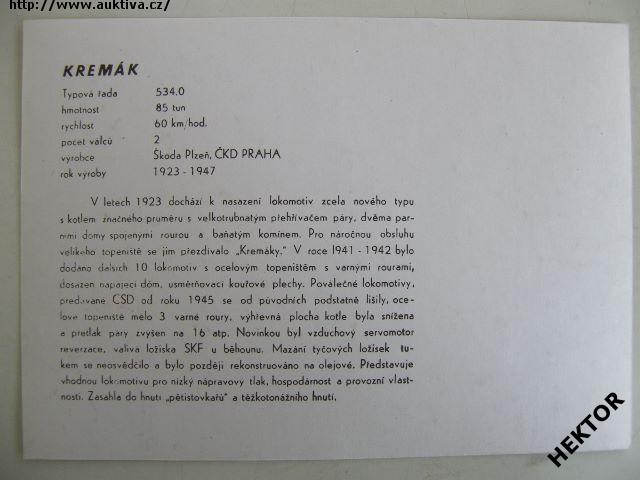 http://www.auktiva.cz/
KREMÁK
Typová řada 534.0
hmotnost 85 tun
rychlost 60 km/hod.
počet válců 2
výrobce Škoda Plzeň, ČKD PRAHA
rok výroby 1923 - 1947
V letech 1923 dochází k nasazení lokomotiv zcela nového typu
s kotlem značného průměru s velkotrubnatým přehřívačem páry, dvěma par-
ními domy spojenými rourou a baňatým komínem. Pro náročnou obsluhu
velikého topeniště se jim přezdívalo „Kremáky." V roce 1941 - 1942 bylo
dodáno dalších 10 lokomotiv s ocelovým topeništěm s varnými rourami,
dosazen napájecí dóm, usměrňovací kouřové plechy. Poválečné lokomotivy,
predávané ČSD od roku 1945 se od původních podstatně lišily, oce-
lové topeniště mělo 3 varné roury, výhřevná plocha kotle byla snížena
a přetlak páry zvýšen na 16 atp. Novinkou byl vzduchový servomotor
reverzace, valivá ložiska SKF u běhounu. Mazání tyčových ložísek tu-
kem se neosvědčilo a bylo později rekonstruováno na olejové. Představuje
vhodnou lokomotivu pro nízký nápravový tlak, hospodárnost a provozní vlast-
nosti. Zasáhla do hnutí „pětistovkařů" a těžkotonážního hnutí.
HEKTOR